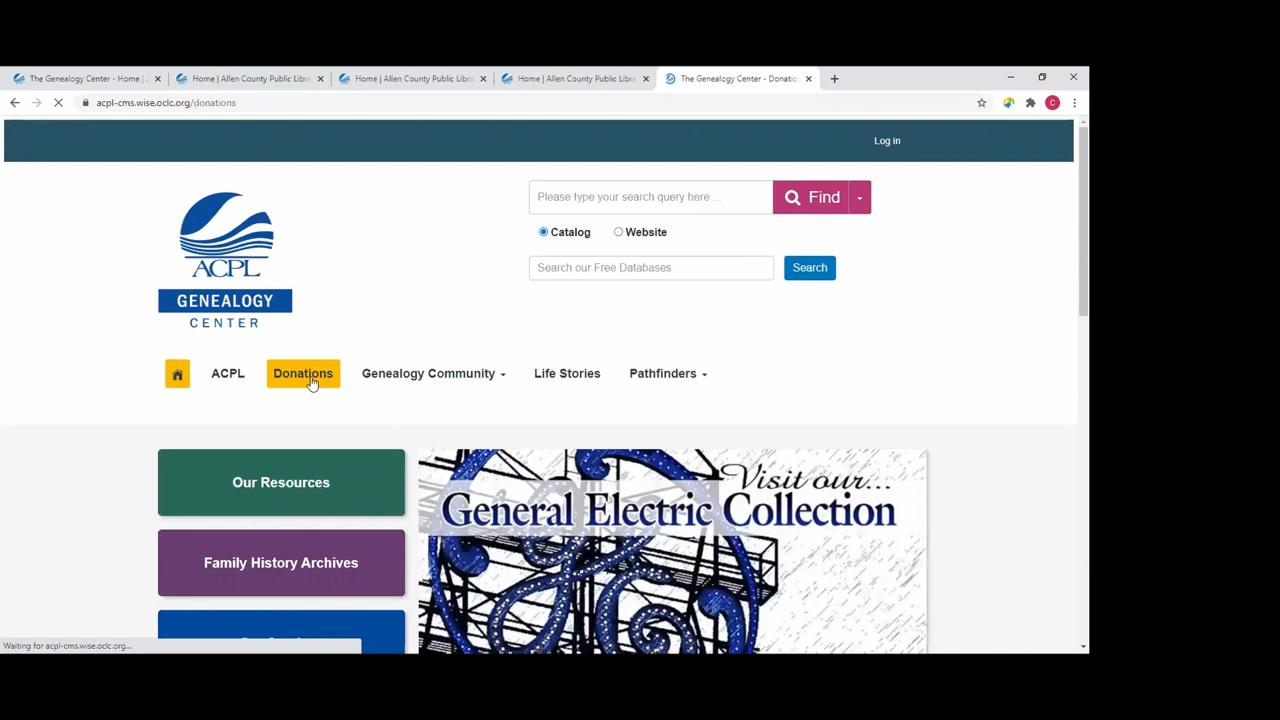 The Genealogy Center - Home |
Home | Allen County Public Libra
Home | Allen County Public Libra
Home | Allen County Public Libra
The Genealogy Center - Donatio
acpl-cms.wise.oclc.org/donations
C
Log in
Please type your search query here ...
Find
Catalog
Website
Search our Free Databases
Search
ACPL
GENEALOGY
CENTER
ACPL
Donations
Genealogy Community
Life Stories
Pathfinders
Our Resources
Family History Archives
Visit our...
General Electric Collection
Waiting for acpl-cms.wise.oclc.org...